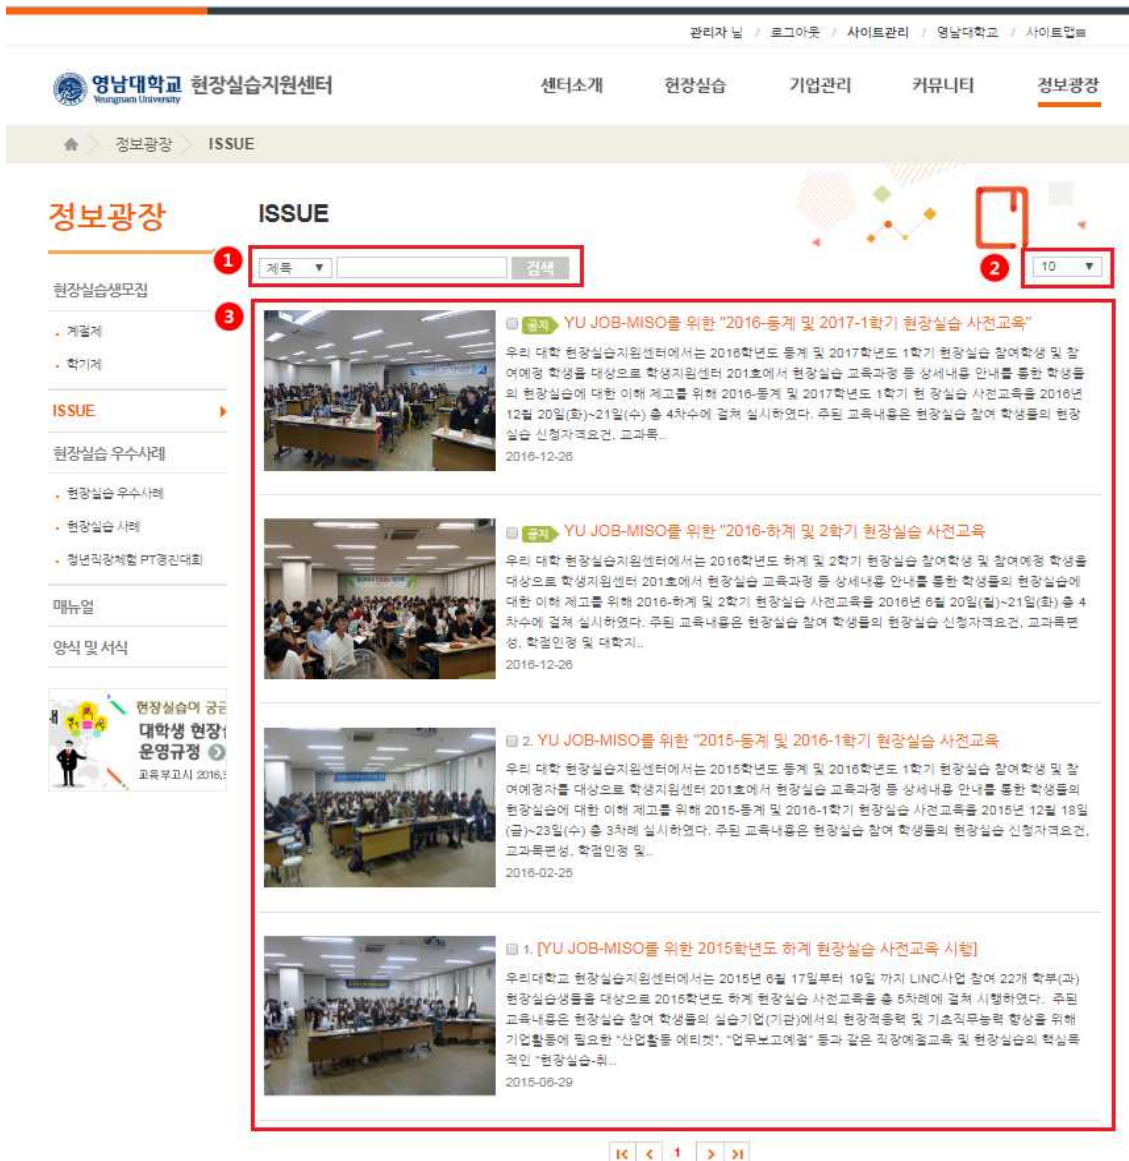 관리자 님 / 로그아웃 / 사이트관리 / 영남대학교 / 사이트맵
영남대학교 현장실습지원센터
Yeungnam University
센터소개 현장실습 기업관리 커뮤니티 정보광장
정보광장 ISSUE
정보광장
현장실습생모집
계절제
학기제
ISSUE
현장실습 우수사례
현장실습 우수사례
현장실습 사례
청년직장체험 PT경진대회
매뉴얼
양식 및 서식
현장실습이 궁금
대학생 현장
운영규정
교육부고시 2016,
ISSUE
1 제목 ▼ 검색
2 10 ▼
3
공지 YU JOB-MISO를 위한 "2016-동계 및 2017-1학기 현장실습 사전교육"
우리 대학 현장실습지원센터에서는 2016학년도 동계 및 2017학년도 1학기 현장실습 참여학생 및 참
여예정 학생을 대상으로 학생지원센터 201호에서 현장실습 교육과정 등 상세내용 안내를 통한 학생들
의 현장실습에 대한 이해 제고를 위해 2016-동계 및 2017학년도 1학기 현 장실습 사전교육을 2016년
12월 20일(화)~21일(수) 총 4차수에 걸쳐 실시하였다. 주된 교육내용은 현장실습 참여 학생들의 현장
실습 신청자격요건, 교과목..
2016-12-26
공지 YU JOB-MISO를 위한 "2016-하계 및 2학기 현장실습 사전교육
우리 대학 현장실습지원센터에서는 2016학년도 하계 및 2학기 현장실습 참여학생 및 참여예정 학생을
대상으로 학생지원센터 201호에서 현장실습 교육과정 등 상세내용 안내를 통한 학생들의 현장실습에
대한 이해 제고를 위해 2016-하계 및 2학기 현장실습 사전교육을 2016년 6월 20일(월)~21일(화) 총 4
차수에 걸쳐 실시하였다. 주된 교육내용은 현장실습 참여 학생들의 현장실습 신청자격요건, 교과목편
성, 학점인정 및 대학지..
2016-12-26
2. YU JOB-MISO를 위한 "2015-동계 및 2016-1학기 현장실습 사전교육
우리 대학 현장실습지원센터에서는 2015학년도 동계 및 2016학년도 1학기 현장실습 참여학생 및 참
여예정자를 대상으로 학생지원센터 201호에서 현장실습 교육과정 등 상세내용 안내를 통한 학생들의
현장실습에 대한 이해 제고를 위해 2015-동계 및 2016-1학기 현장실습 사전교육을 2015년 12월 18일
(금)~23일(수) 총 3차례 실시하였다. 주된 교육내용은 현장실습 참여 학생들의 현장실습 신청자격요건,
교과목편성, 학점인정 및..
2016-02-25
1. [YU JOB-MISO를 위한 2015학년도 하계 현장실습 사전교육 시행]
우리대학교 현장실습지원센터에서는 2015년 6월 17일부터 19일 까지 LINC사업 참여 22개 학부(과)
현장실습생들을 대상으로 2015학년도 하계 현장실습 사전교육을 총 5차례에 걸쳐 시행하였다. 주된
교육내용은 현장실습 참여 학생들의 실습기업(기관)에서의 현장적응력 및 기초직무능력 향상을 위해
기업활동에 필요한 "산업활동 에티켓", "업무보고예절" 등과 같은 직장예절교육 및 현장실습의 핵심목
적인 "현장실습-취..
2015-06-29
1